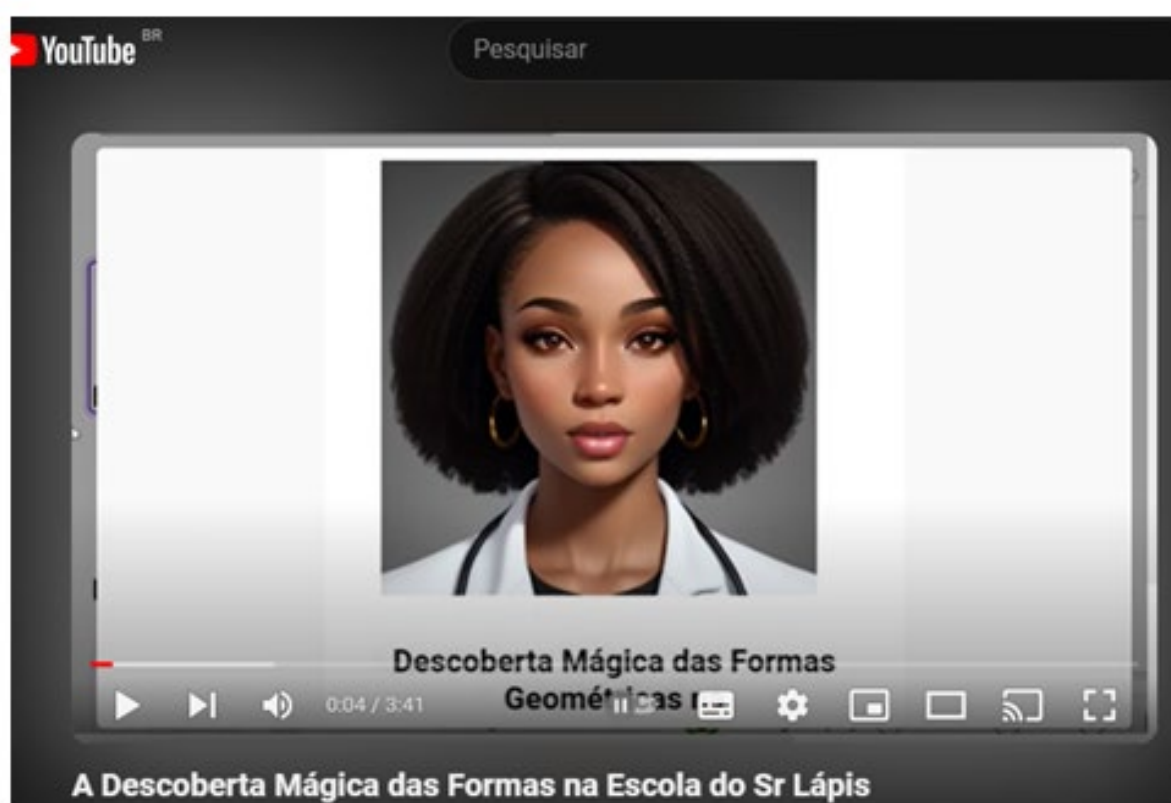 YouTube BR
Pesquisar
Descoberta Mágica das Formas
Geométricas
0:04 / 3:41
A Descoberta Mágica das Formas na Escola do Sr Lápis